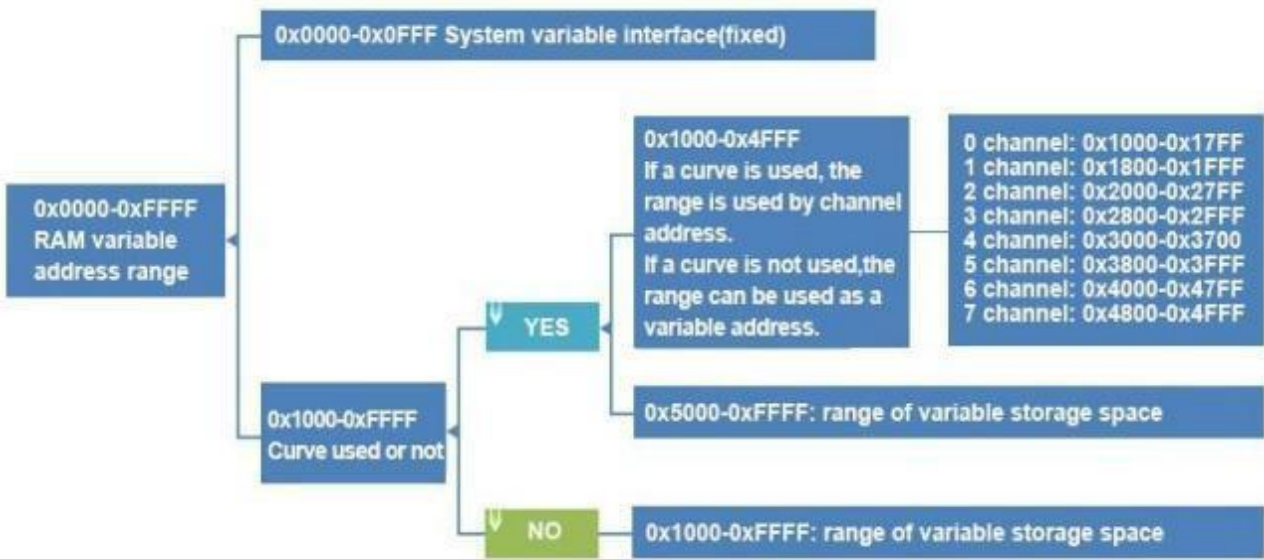 0x0000-0x0FFF System variable interface(fixed)
0x0000-0xFFFF
RAM variable
address range
0x1000-0x4FFF
If a curve is used, the
range is used by channel
address.
If a curve is not used,the
range can be used as a
variable address.
0 channel: 0x1000-0x17FF
1 channel: 0x1800-0x1FFF
2 channel: 0x2000-0x27FF
3 channel: 0x2800-0x2FFF
4 channel: 0x3000-0x3700
5 channel: 0x3800-0x3FFF
6 channel: 0x4000-0x47FF
7 channel: 0x4800-0x4FFF
YES
0x1000-0xFFFF
Curve used or not
0x5000-0xFFFF: range of variable storage space
NO
0x1000-0xFFFF: range of variable storage space